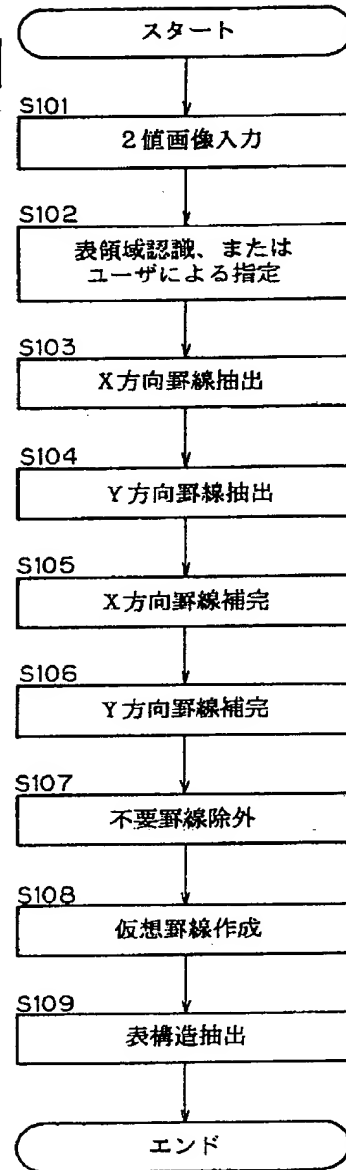 スタート
S101
2値画像入力
S102
表領域認識、または
ユーザによる指定
S103
X方向罫線抽出
S104
Y方向罫線抽出
S105
X方向罫線補完
S106
Y方向罫線補完
S107
不要罫線除外
S108
仮想罫線作成
S109
表構造抽出
エンド